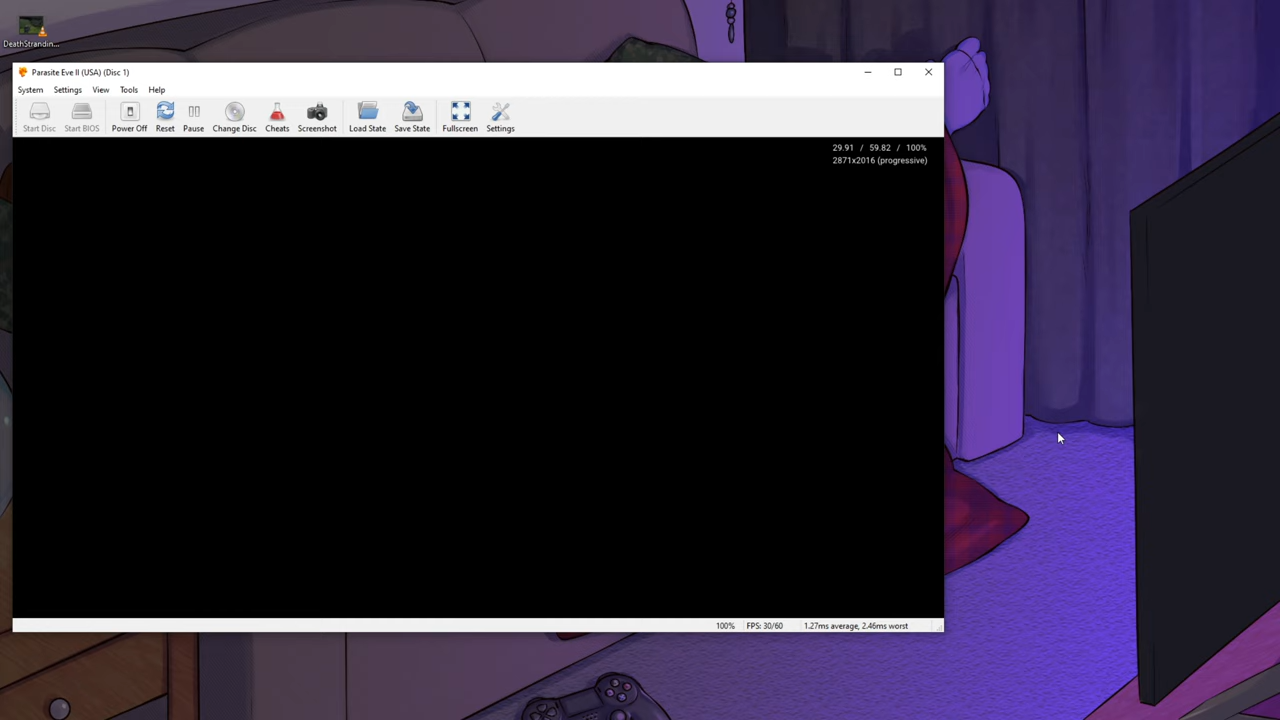 DeathStrandin...
Parasite Eve II (USA) (Disc 1)
System Settings View Tools Help
Start Disc Start BIOS Power Off Reset Pause Change Disc Cheats Screenshot Load State Save State Fullscreen Settings
29.91 / 59.82 / 100%
2871x2016 (progressive)
100% FPS: 30/60 1.27ms average, 2.46ms worst